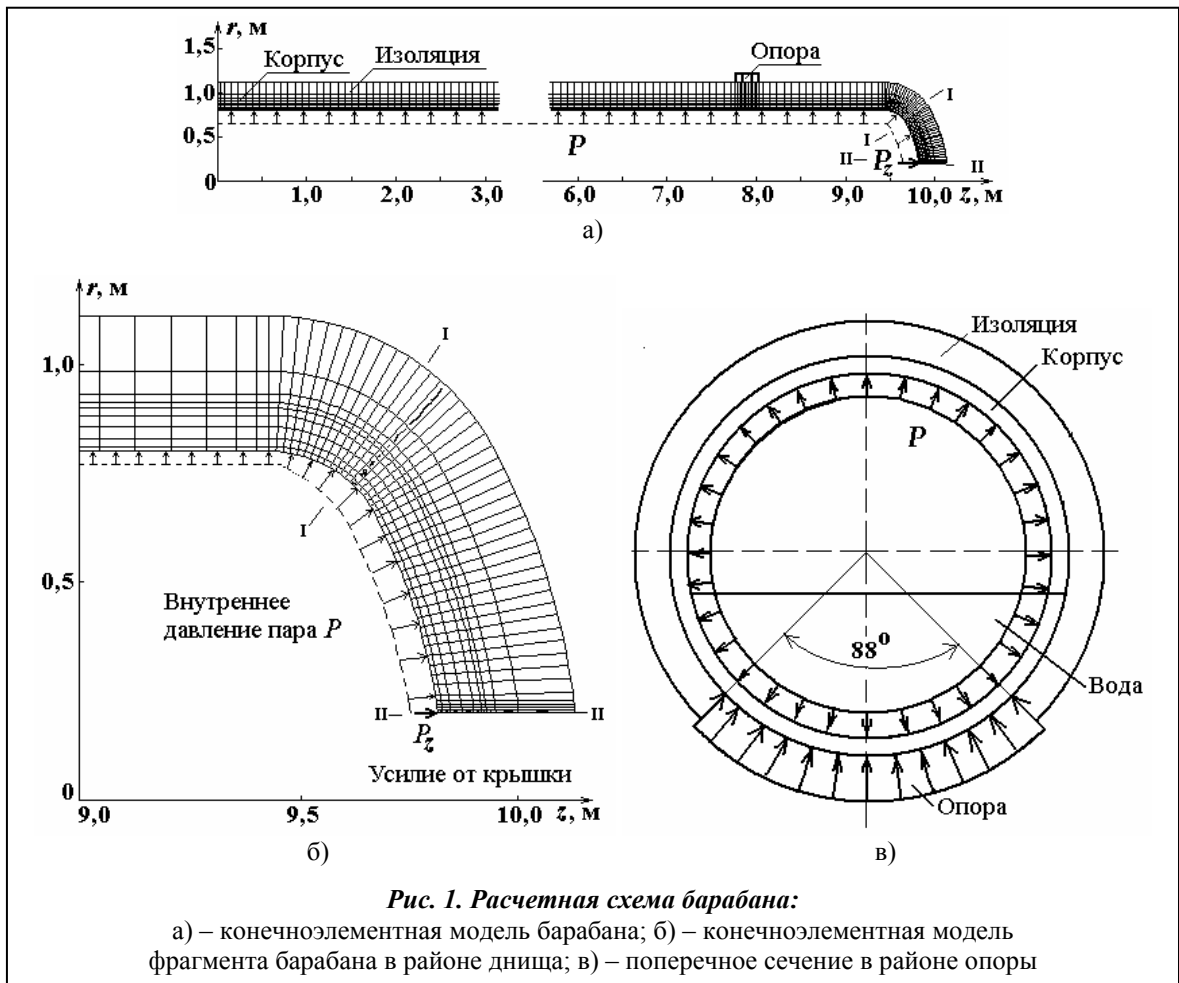 r, м
1,5
1,0
0,5
0
Корпус
Изоляция
Опора
I
I
II
II
P
Pz
1,0 2,0 3,0 6,0 7,0 8,0 9,0 10,0 z, м
а)
r, м
1,0
0,5
0
I
I
Внутреннее
давление пара P
II
II
Pz
Усилие от крышки
9,0 9,5 10,0 z, м
б)
Изоляция
Корпус
P
88⁰
Вода
Опора
в)
Рис. 1. Расчетная схема барабана:
а) – конечноэлементная модель барабана; б) – конечноэлементная модель
фрагмента барабана в районе днища; в) – поперечное сечение в районе опоры